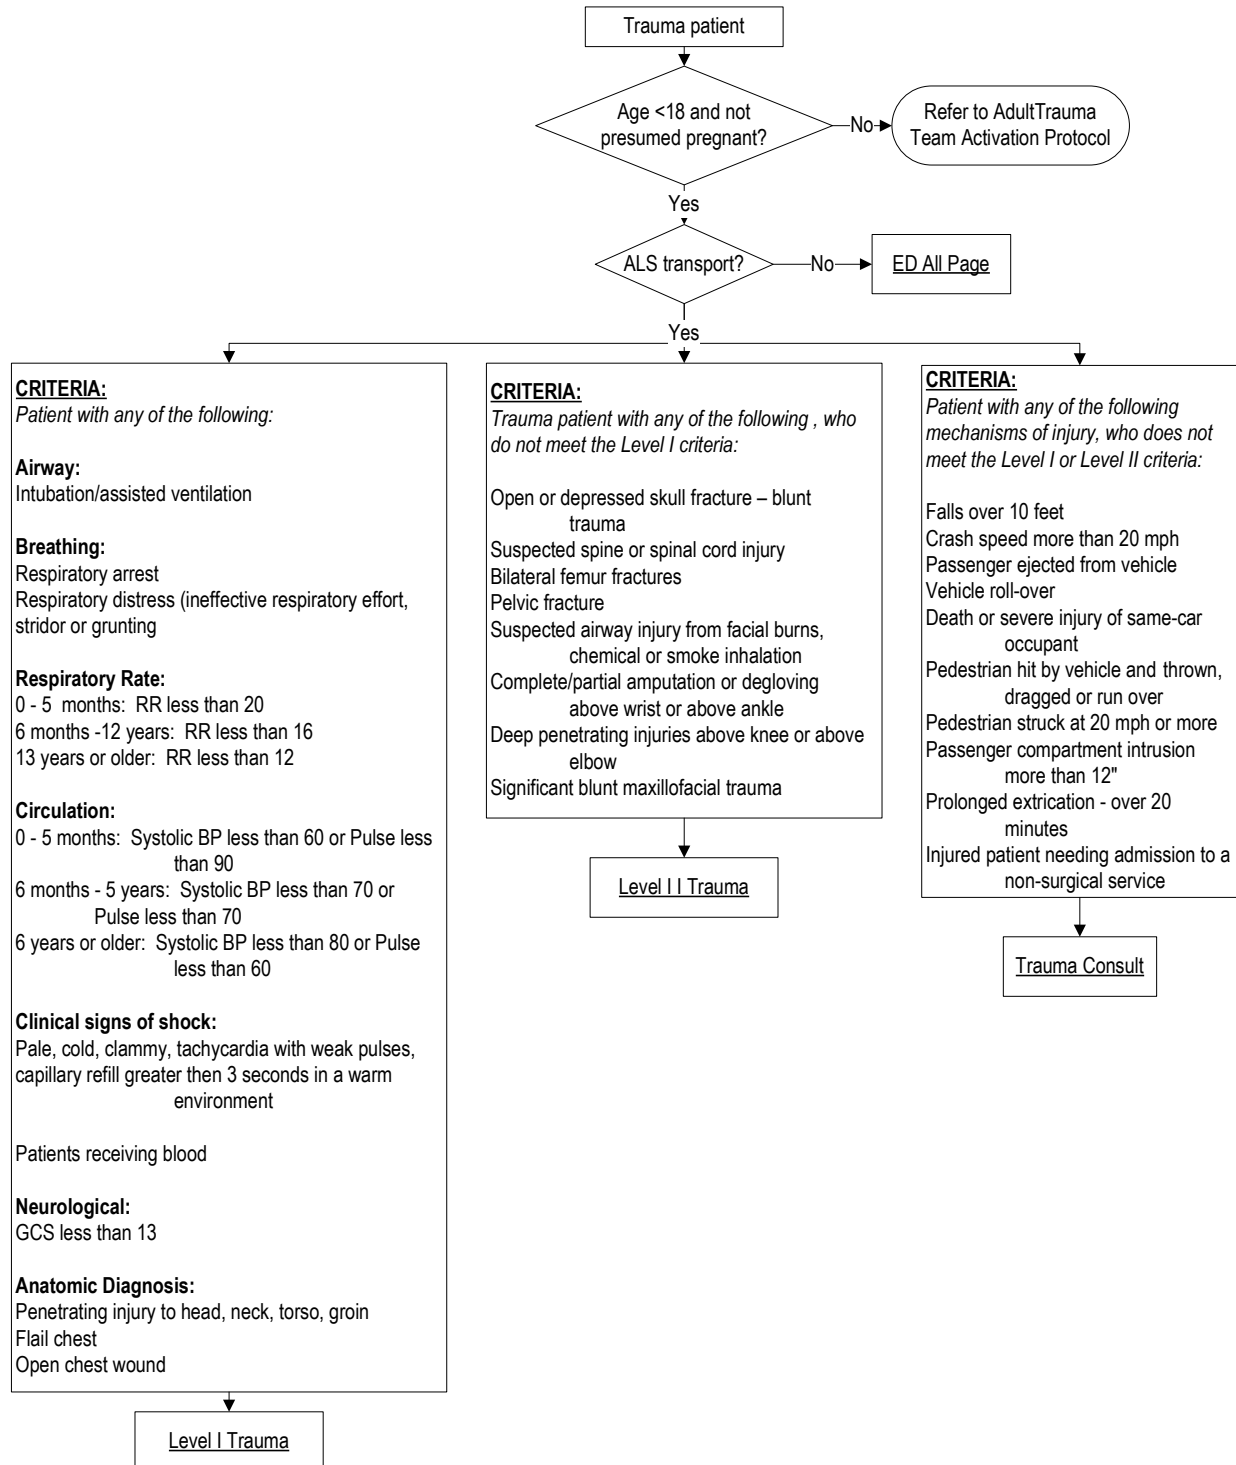 Trauma patient
Age <18 and not
presumed pregnant?
No
Refer to AdultTrauma
Team Activation Protocol
Yes
ALS transport?
No
ED All Page
Yes
CRITERIA:
Patient with any of the following:
Airway:
Intubation/assisted ventilation
Breathing:
Respiratory arrest
Respiratory distress (ineffective respiratory effort,
stridor or grunting
Respiratory Rate:
0 - 5  months:  RR less than 20
6 months -12 years:  RR less than 16
13 years or older:  RR less than 12
Circulation:
0 - 5 months:  Systolic BP less than 60 or Pulse less
than 90
6 months - 5 years:  Systolic BP less than 70 or
Pulse less than 70
6 years or older:  Systolic BP less than 80 or Pulse
less than 60
Clinical signs of shock:
Pale, cold, clammy, tachycardia with weak pulses,
capillary refill greater then 3 seconds in a warm
environment
Patients receiving blood
Neurological:
GCS less than 13
Anatomic Diagnosis:
Penetrating injury to head, neck, torso, groin
Flail chest
Open chest wound
Level I Trauma
CRITERIA:
Trauma patient with any of the following , who
do not meet the Level I criteria:
Open or depressed skull fracture – blunt
trauma
Suspected spine or spinal cord injury
Bilateral femur fractures
Pelvic fracture
Suspected airway injury from facial burns,
chemical or smoke inhalation
Complete/partial amputation or degloving
above wrist or above ankle
Deep penetrating injuries above knee or above
elbow
Significant blunt maxillofacial trauma
Level I I Trauma
CRITERIA:
Patient with any of the following
mechanisms of injury, who does not
meet the Level I or Level II criteria:
Falls over 10 feet
Crash speed more than 20 mph
Passenger ejected from vehicle
Vehicle roll-over
Death or severe injury of same-car
occupant
Pedestrian hit by vehicle and thrown,
dragged or run over
Pedestrian struck at 20 mph or more
Passenger compartment intrusion
more than 12"
Prolonged extrication - over 20
minutes
Injured patient needing admission to a
non-surgical service
Trauma Consult